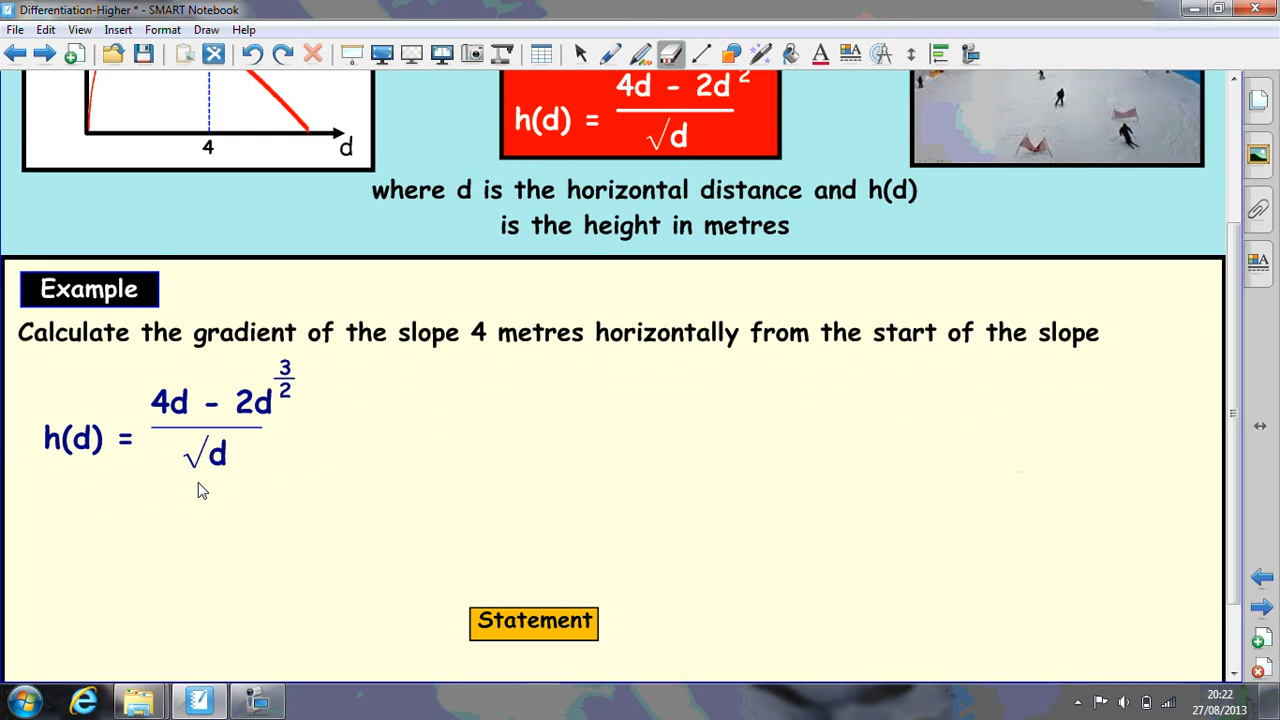 Differentiation-Higher * - SMART Notebook
File Edit View Insert Format Draw Help
4
d
h(d) = 4d - 2d 2
√d
where d is the horizontal distance and h(d)
is the height in metres
Example
Calculate the gradient of the slope 4 metres horizontally from the start of the slope
h(d) = 4d - 2d 3/2
√d
Statement
20:22
27/08/2013